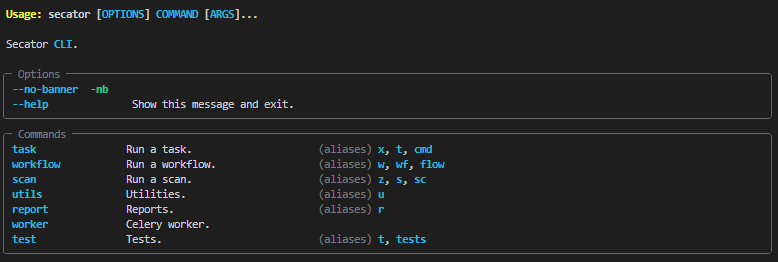 Usage: secator [OPTIONS] COMMAND [ARGS]...
Secator CLI.
Options
--no-banner -nb
--help Show this message and exit.
Commands
task Run a task. (aliases) x, t, cmd
workflow Run a workflow. (aliases) w, wf, flow
scan Run a scan. (aliases) z, s, sc
utils Utilities. (aliases) u
report Reports. (aliases) r
worker Celery worker.
test Tests. (aliases) t, tests